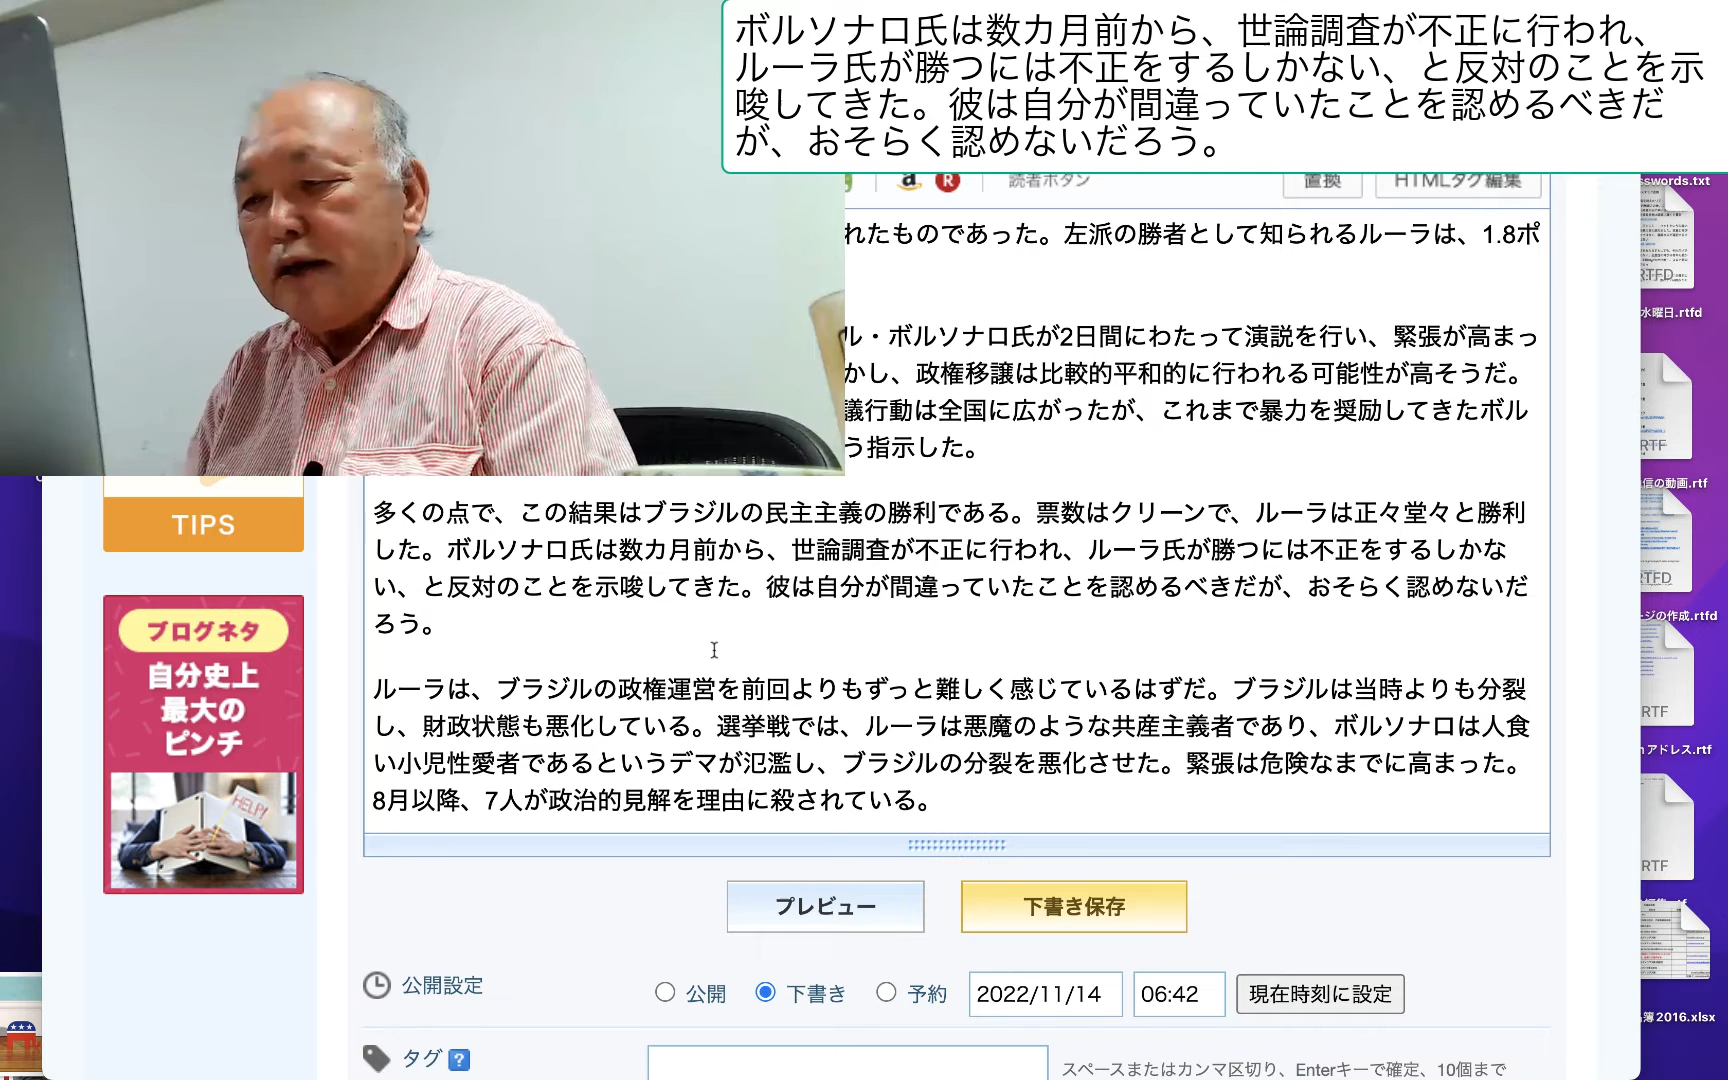 ボルソナロ氏は数カ月前から、世論調査が不正に行われ、
ルーラ氏が勝つには不正をするしかない、と反対のことを示
唆してきた。彼は自分が間違っていたことを認めるべきだ
が、おそらく認めないだろう。
a R 読者ボタン 置換 HTMLタグ編集
れたものであった。左派の勝者として知られるルーラは、1.8ポ
ル・ボルソナロ氏が2日間にわたって演説を行い、緊張が高まっ
かし、政権移譲は比較的平和的に行われる可能性が高そうだ。
議行動は全国に広がったが、これまで暴力を奨励してきたボル
う指示した。
多くの点で、この結果はブラジルの民主主義の勝利である。票数はクリーンで、ルーラは正々堂々と勝利
した。ボルソナロ氏は数カ月前から、世論調査が不正に行われ、ルーラ氏が勝つには不正をするしかな
い、と反対のことを示唆してきた。彼は自分が間違っていたことを認めるべきだが、おそらく認めないだ
ろう。
ルーラは、ブラジルの政権運営を前回よりもずっと難しく感じているはずだ。ブラジルは当時よりも分裂
し、財政状態も悪化している。選挙戦では、ルーラは悪魔のような共産主義者であり、ボルソナロは人食
い小児性愛者であるというデマが氾濫し、ブラジルの分裂を悪化させた。緊張は危険なまでに高まった。
8月以降、7人が政治的見解を理由に殺されている。
TIPS
ブログネタ
自分史上
最大の
ピンチ
HELP!
プレビュー 下書き保存
公開設定 公開 下書き 予約 2022/11/14 06:42 現在時刻に設定
タグ ? スペースまたはカンマ区切り、Enterキーで確定、10個まで
sswords.txt
RTFD
水曜日.rtfd
RTF
信の動画.rtf
RTFD
ージの作成.rtfd
RTF
アドレス.rtf
RTF
簿2016.xlsx